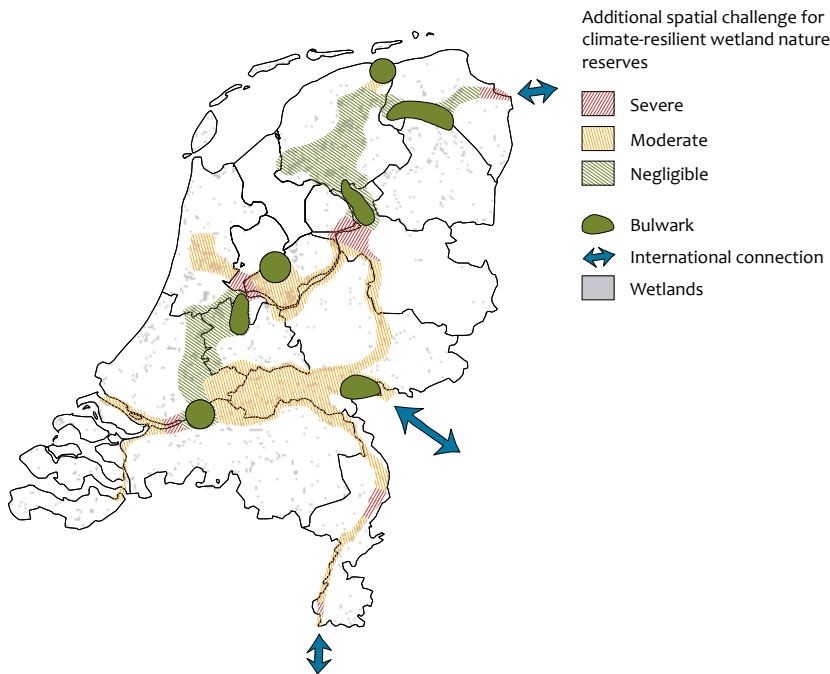 Additional spatial challenge for
climate-resilient wetland nature
reserves
Severe
Moderate
Negligible
Bulwark
International connection
Wetlands